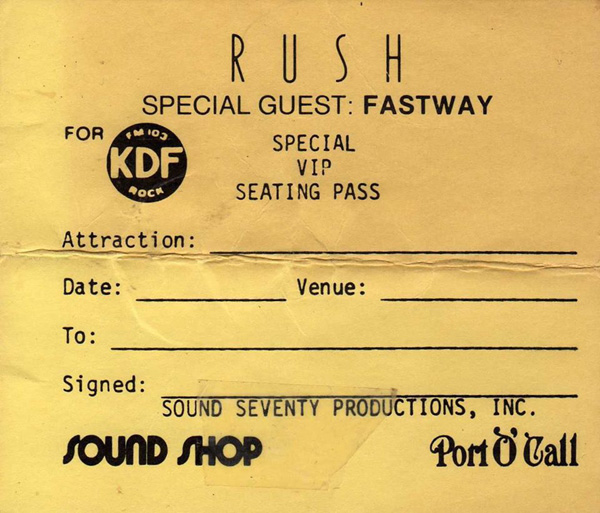 RUSH
SPECIAL GUEST: FASTWAY
FOR
FM 103
KDF
ROCK
SPECIAL
VIP
SEATING PASS
Attraction:
Date: Venue:
To:
Signed:
SOUND SEVENTY PRODUCTIONS, INC.
SOUND SHOP Port O' Call